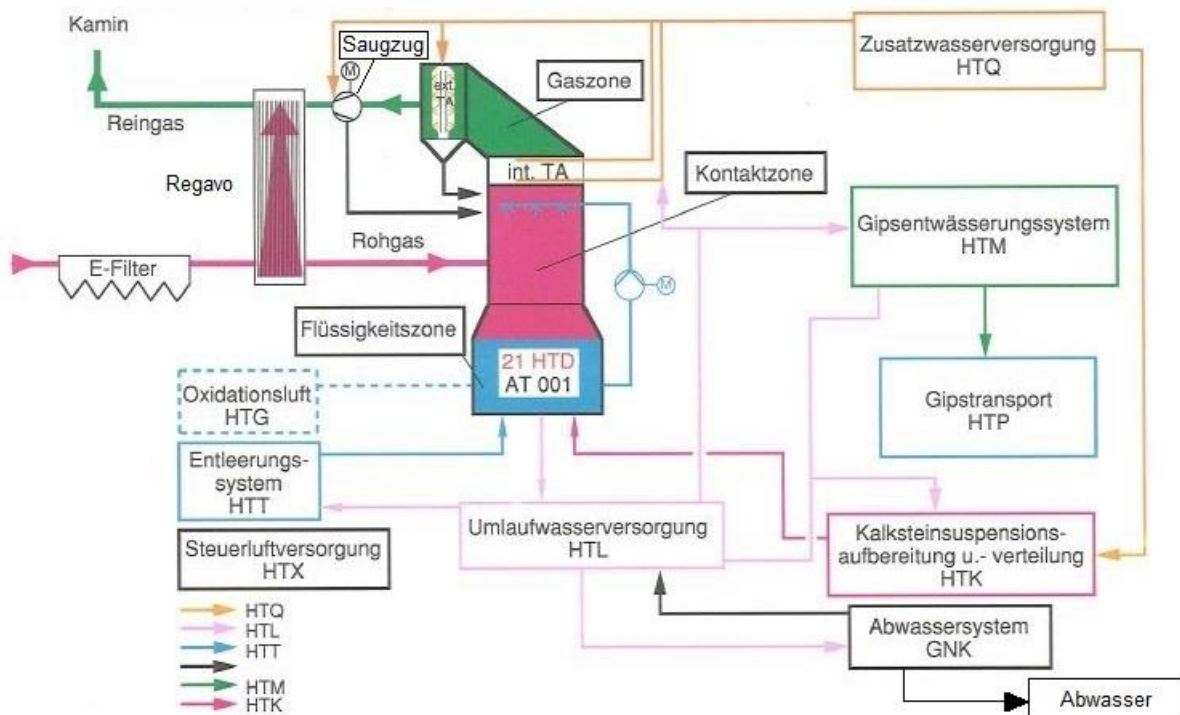 Kamin
Saugzug
M
Zusatzwasserversorgung
HTQ
ext.
TA
Gaszone
Reingas
int. TA
Kontaktzone
Regavo
Gipsentwässerungssystem
HTM
Rohgas
E-Filter
M
Flüssigkeitszone
21 HTD
AT 001
Oxidationsluft
HTG
Gipstransport
HTP
Entleerungs-
system
HTT
Umlaufwasserversorgung
HTL
Kalksteinsuspensions-
aufbereitung u.- verteilung
HTK
Steuerluftversorgung
HTX
HTQ
HTL
HTT
HTM
HTK
Abwassersystem
GNK
Abwasser